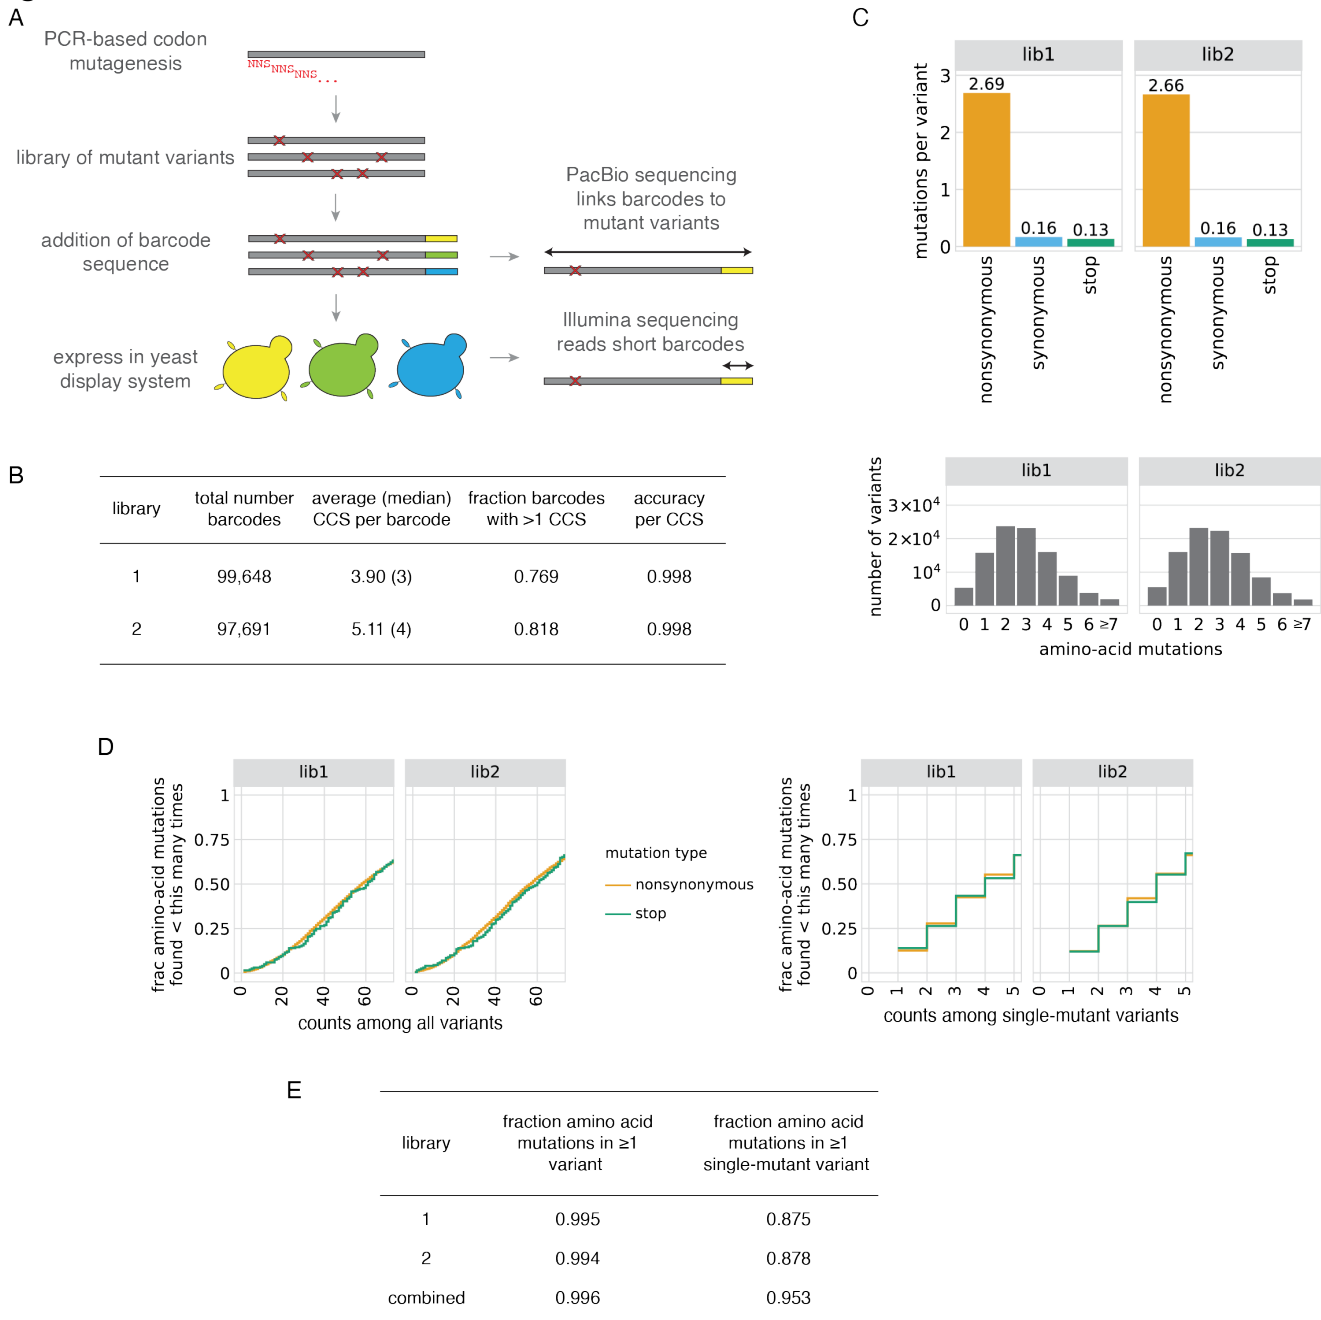 A
PCR-based codon
mutagenesis
NNS
NNS
NNS...
library of mutant variants
addition of barcode
sequence
express in yeast
display system
PacBio sequencing
links barcodes to
mutant variants
Illumina sequencing
reads short barcodes
C
lib1
lib2
mutations per variant
3
2
1
0
2.69
0.16
0.13
2.66
0.16
0.13
nonsynonymous
synonymous
stop
nonsynonymous
synonymous
stop
lib1
lib2
number of variants
3×10⁴
2×10⁴
10⁴
0
0 1 2 3 4 5 6 ≥7
0 1 2 3 4 5 6 ≥7
amino-acid mutations
B
library
total number
barcodes
average (median)
CCS per barcode
fraction barcodes
with >1 CCS
accuracy
per CCS
1 99,648 3.90 (3) 0.769 0.998
2 97,691 5.11 (4) 0.818 0.998
D
lib1
lib2
frac amino-acid mutations
found < this many times
1
0.75
0.50
0.25
0
0 20 40 60
0 20 40 60
counts among all variants
mutation type
nonsynonymous
stop
lib1
lib2
frac amino-acid mutations
found < this many times
1
0.75
0.50
0.25
0
0 1 2 3 4 5
0 1 2 3 4 5
counts among single-mutant variants
E
library
fraction amino acid
mutations in ≥1
variant
fraction amino acid
mutations in ≥1
single-mutant variant
1 0.995 0.875
2 0.994 0.878
combined 0.996 0.953